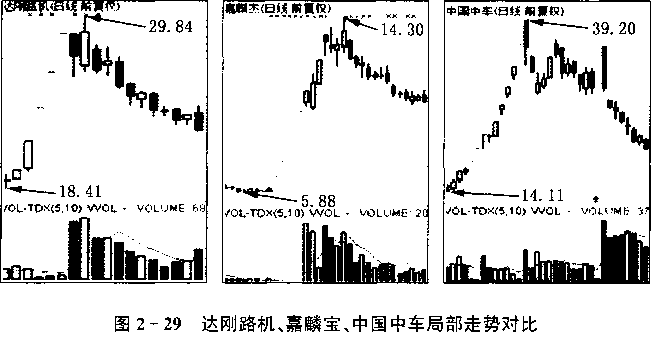 达刚路机(日线 前复权)
29.84
18.41
VOL-TDX(5,10) VVOL - VOLUME 68
嘉麟杰(日线 前复权)
14.30
5.88
VOL-TDX(5,10) VVOL - VOLUME 20
中国中车(日线 前复权)
39.20
14.11
VOL-TDX(5,10) VVOL - VOLUME 37
图 2-29 达刚路机、嘉麟宝、中国中车局部走势对比